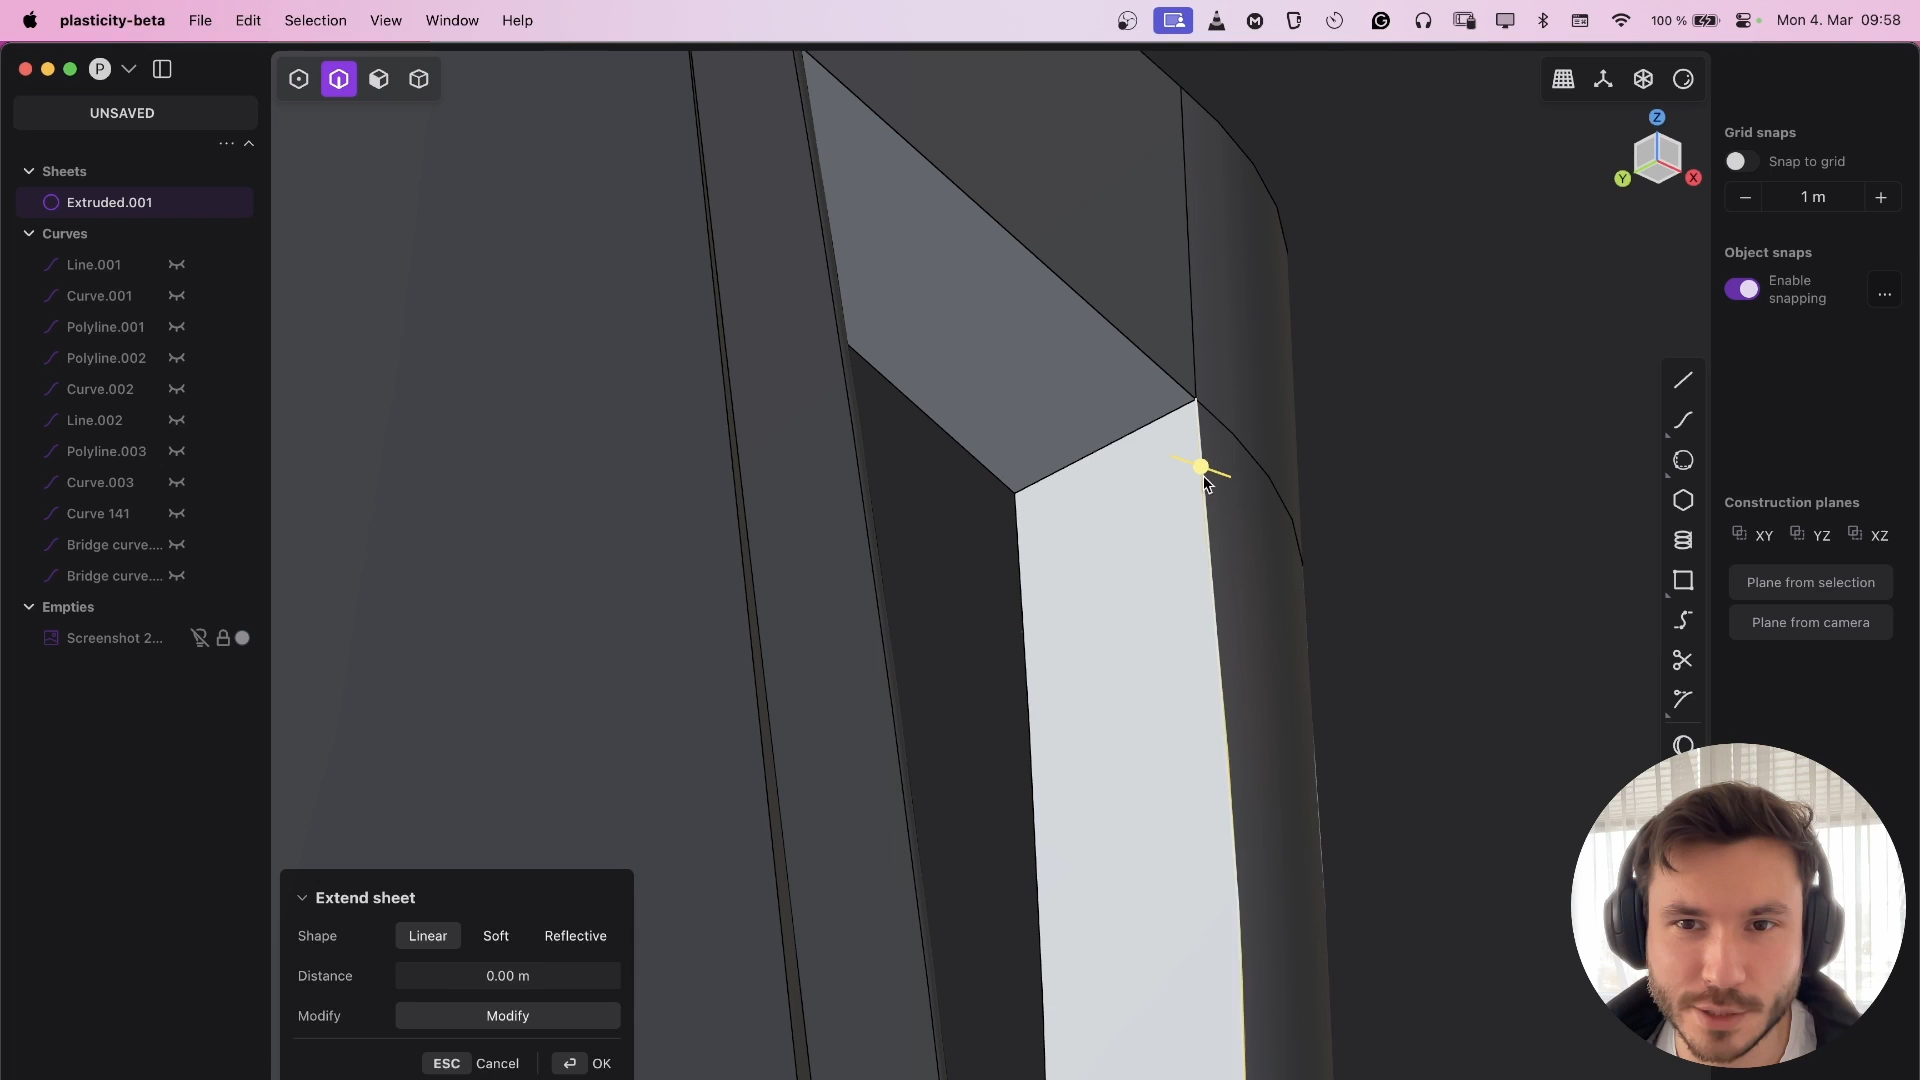 plasticity-beta File Edit Selection View Window Help 100 % Mon 4. Mar 09:58
P
UNSAVED
Sheets
Extruded.001
Curves
Line.001
Curve.001
Polyline.001
Polyline.002
Curve.002
Line.002
Polyline.003
Curve.003
Curve 141
Bridge curve....
Bridge curve....
Empties
Screenshot 2...
Z
Y
X
Grid snaps
Snap to grid
− 1 m +
Object snaps
Enable
snapping
...
Construction planes
XY YZ XZ
Plane from selection
Plane from camera
Extend sheet
Shape Linear Soft Reflective
Distance 0.00 m
Modify Modify
ESC Cancel OK